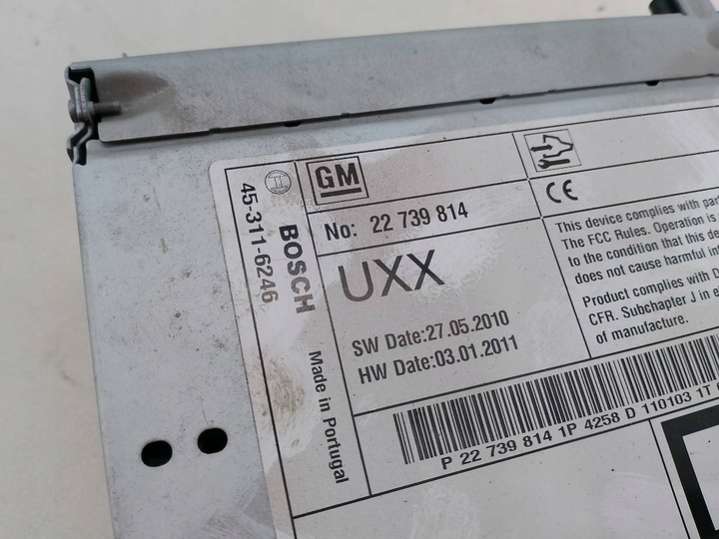 GM
No: 22 739 814
UXX
SW Date:27.05.2010
HW Date:03.01.2011
BOSCH
45-311-6246
Made in Portugal
CE
This device complies with part
The FCC Rules. Operation is
to the condition that this de
does not cause harmful in
Product complies with D
CFR. Subchapter J in e
of manufacture.
P 22 739 814 1P 4258 D 110103 1T